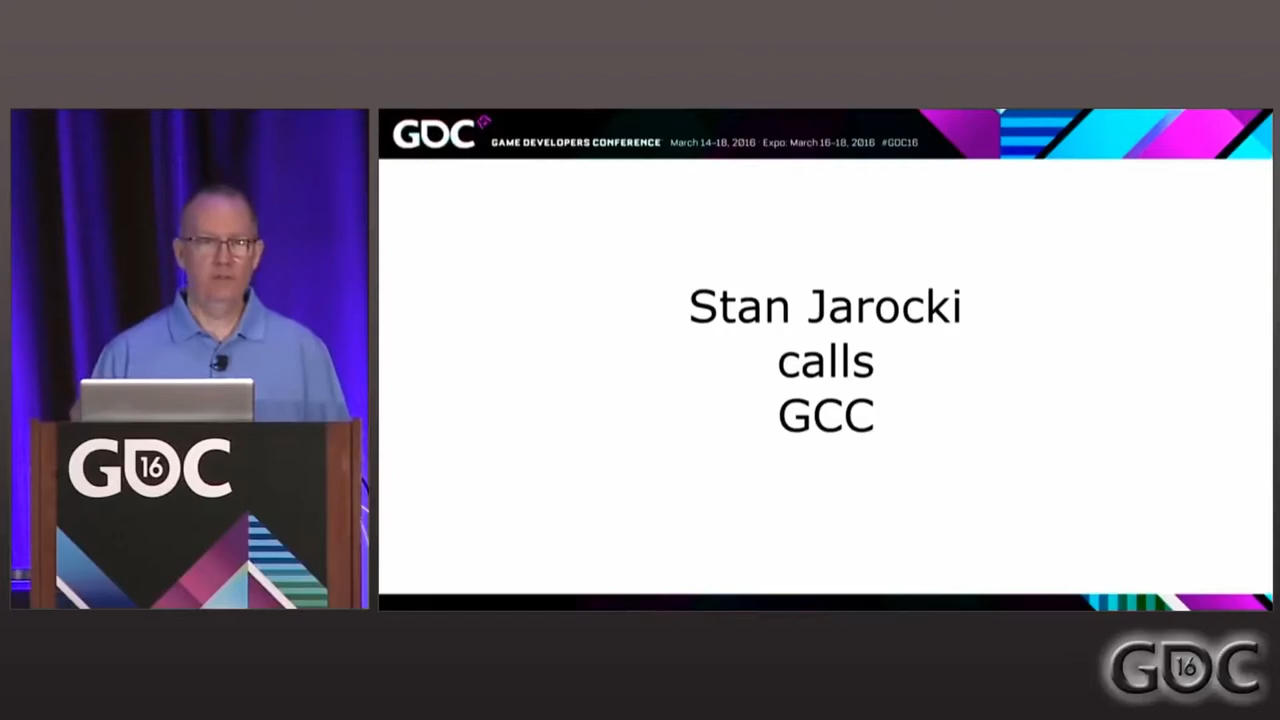 GDC
GAME DEVELOPERS CONFERENCE March 14-18, 2016 Expo: March 16-18, 2016 #GDC16
Stan Jarocki
calls
GCC
GDC
16
GDC
16